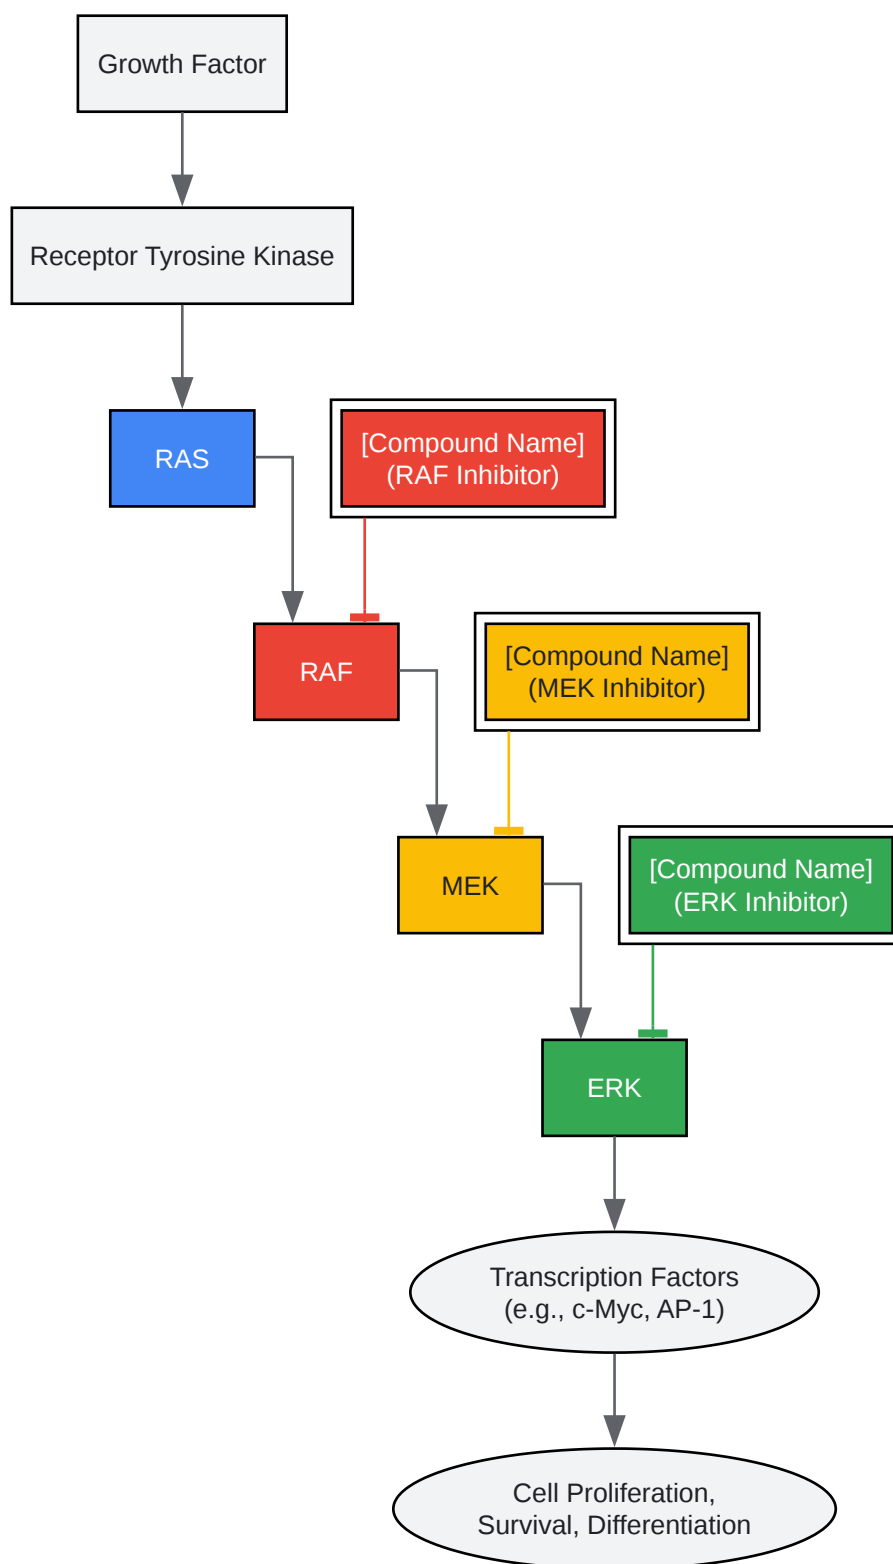 Growth Factor
Receptor Tyrosine Kinase
RAS
[Compound Name]
(RAF Inhibitor)
RAF
[Compound Name]
(MEK Inhibitor)
MEK
[Compound Name]
(ERK Inhibitor)
ERK
Transcription Factors
(e.g., c-Myc, AP-1)
Cell Proliferation,
Survival, Differentiation